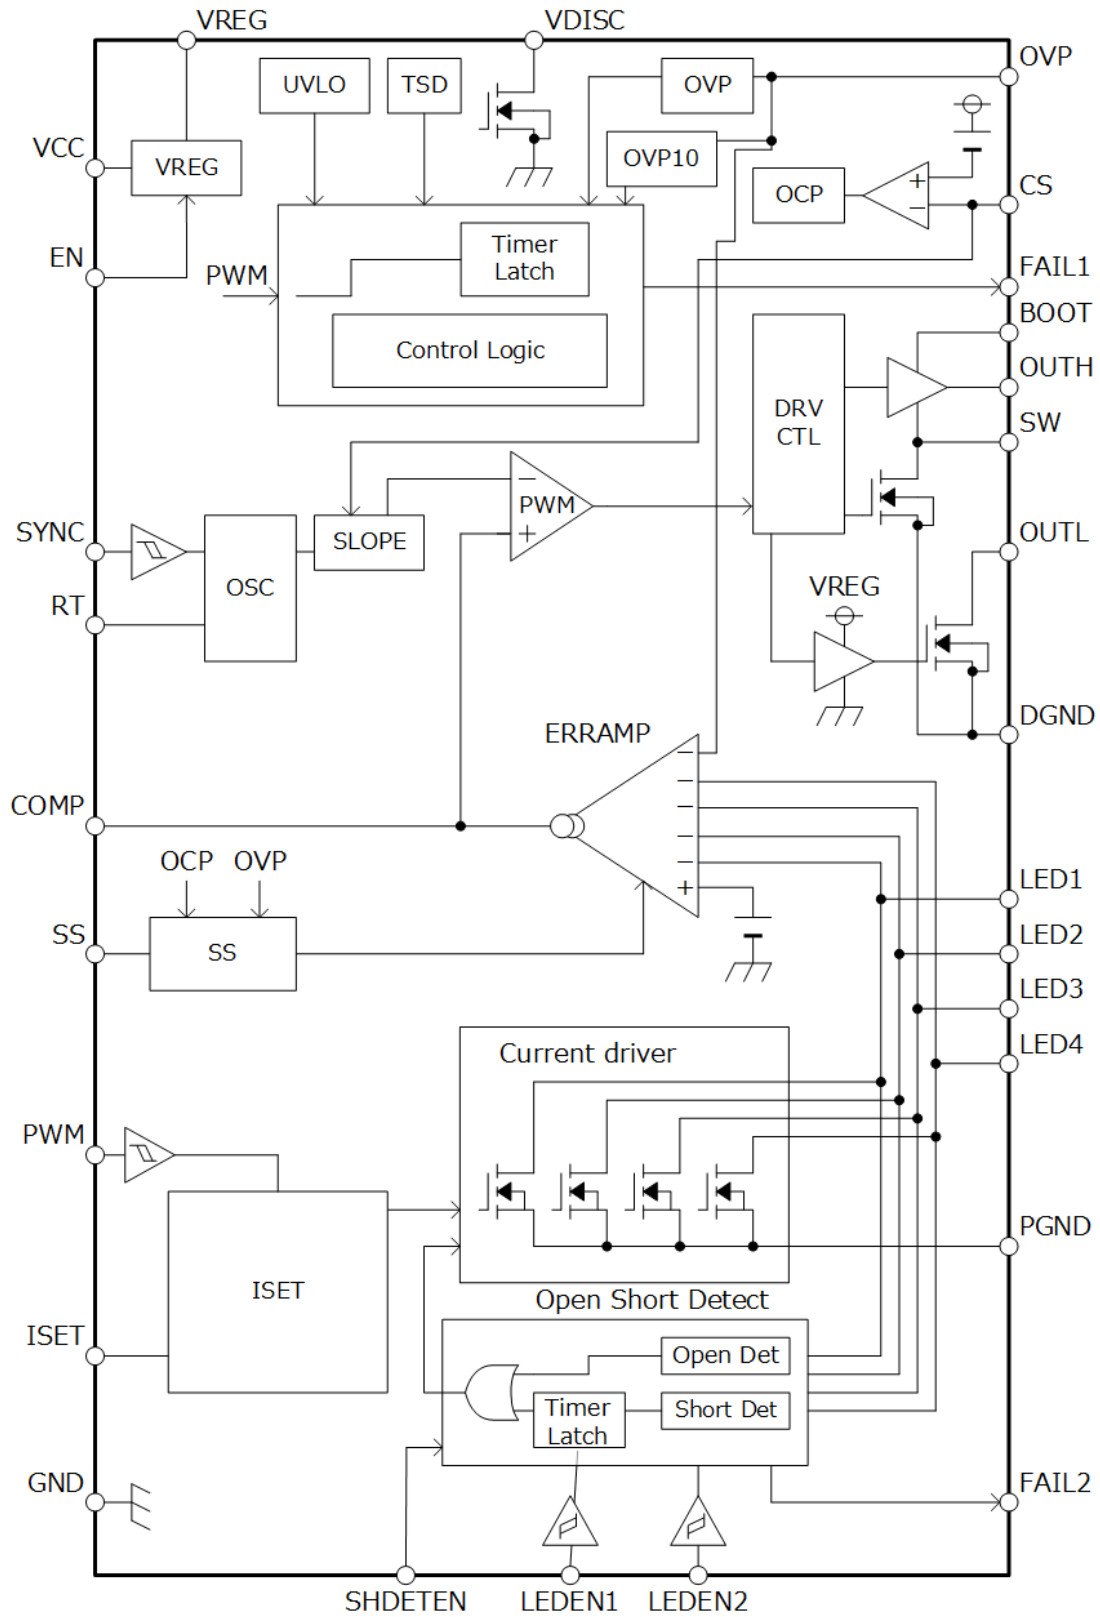 VREG
VDISC
OVP
UVLO
TSD
OVP
VCC
VREG
OVP10
OCP
+
−
CS
EN
PWM
Timer
Latch
FAIL1
BOOT
Control Logic
OUTH
DRV
CTL
SW
−
PWM
+
SYNC
SLOPE
OUTL
OSC
RT
VREG
DGND
ERRAMP
−
−
−
−
−
+
COMP
OCP
OVP
LED1
SS
SS
LED2
LED3
LED4
Current driver
PWM
PGND
ISET
Open Short Detect
ISET
Open Det
Timer
Latch
Short Det
GND
FAIL2
SHDETEN
LEDEN1
LEDEN2